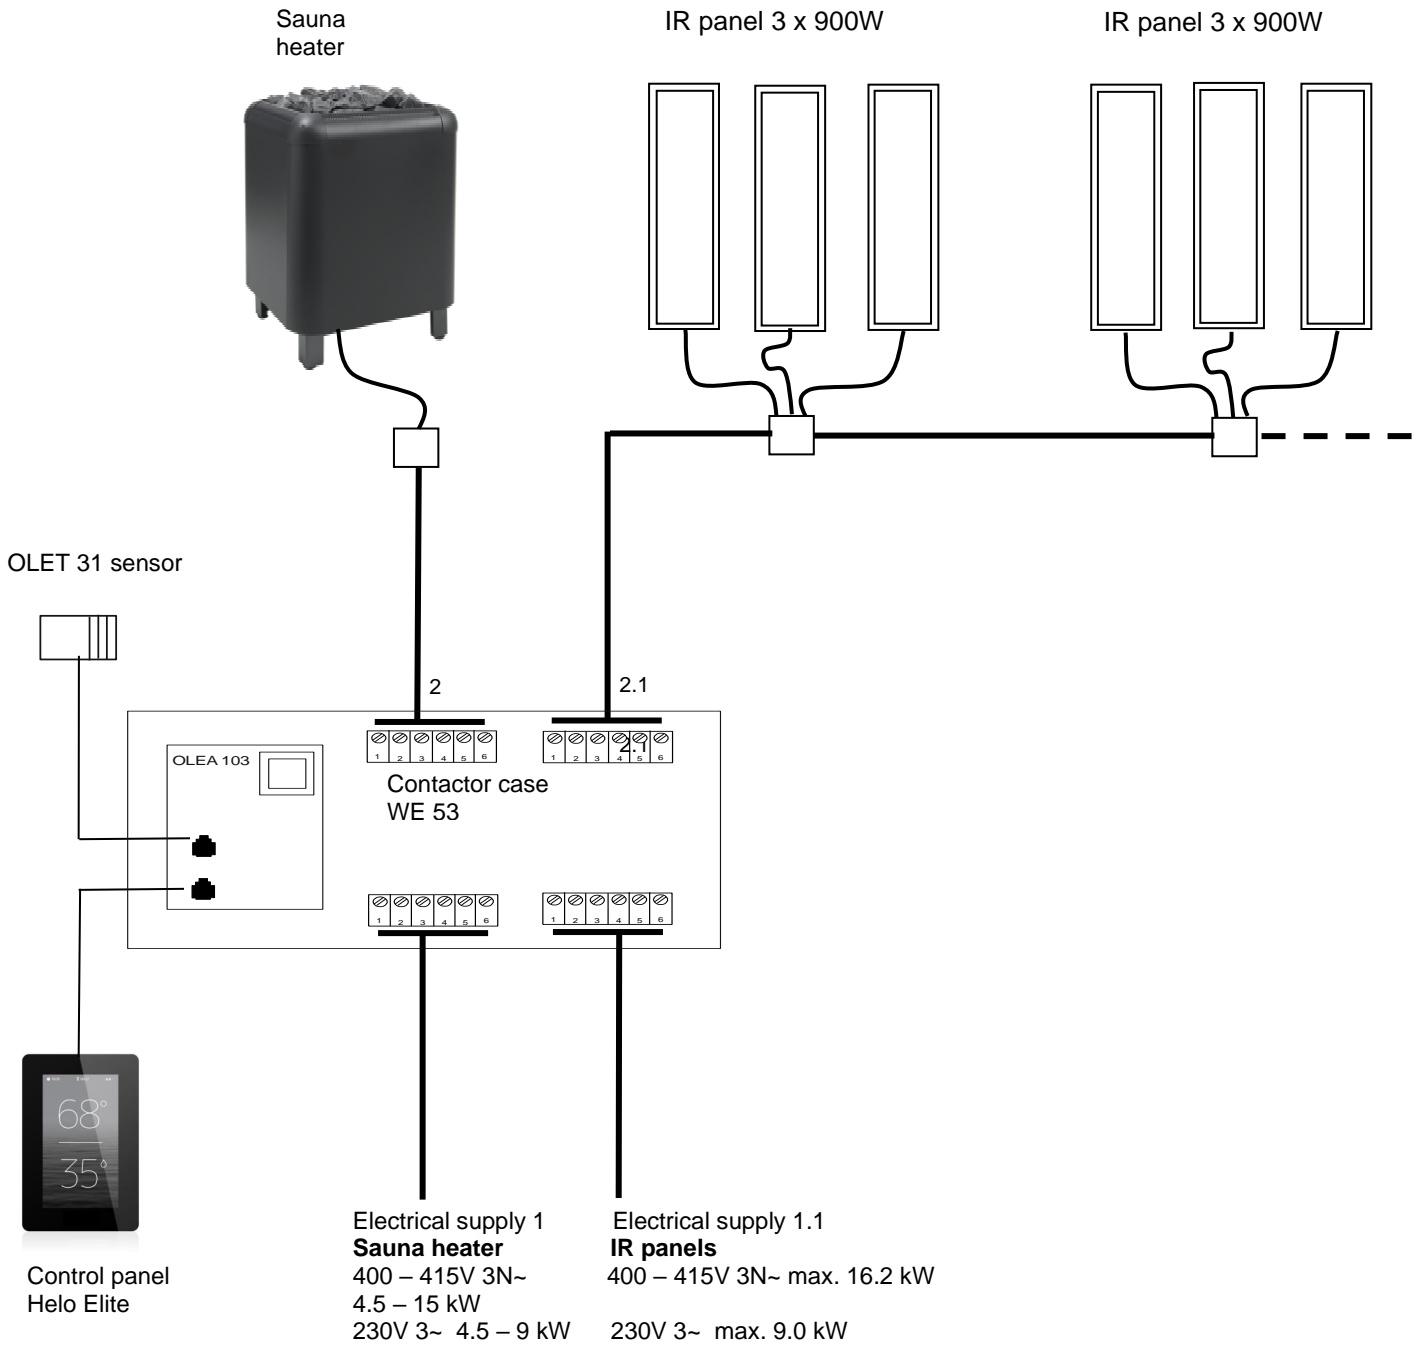 Sauna
heater
IR panel 3 x 900W
IR panel 3 x 900W
OLET 31 sensor
2
2.1
OLEA 103
1 2 3 4 5 6
1 2 3 4 5 6
2.1
Contactor case
WE 53
1 2 3 4 5 6
1 2 3 4 5 6
68°
35°
Control panel
Helo Elite
Electrical supply 1
Sauna heater
400 – 415V 3N~
4.5 – 15 kW
230V 3~ 4.5 – 9 kW
Electrical supply 1.1
IR panels
400 – 415V 3N~ max. 16.2 kW
230V 3~ max. 9.0 kW